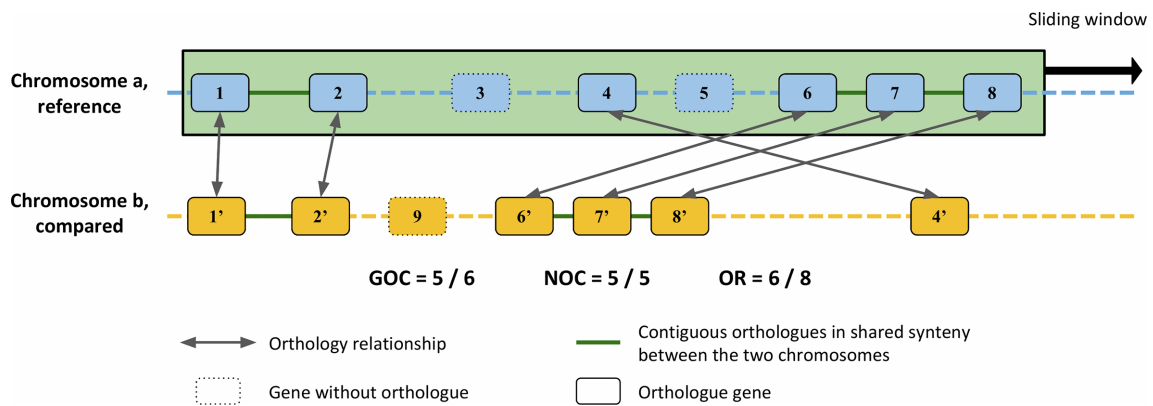 Sliding window
Chromosome a,
reference
1 2 3 4 5 6 7 8
Chromosome b,
compared
1’ 2’ 9 6’ 7’ 8’ 4’
GOC = 5 / 6 NOC = 5 / 5 OR = 6 / 8
Orthology relationship
Contiguous orthologues in shared synteny
between the two chromosomes
Gene without orthologue
Orthologue gene